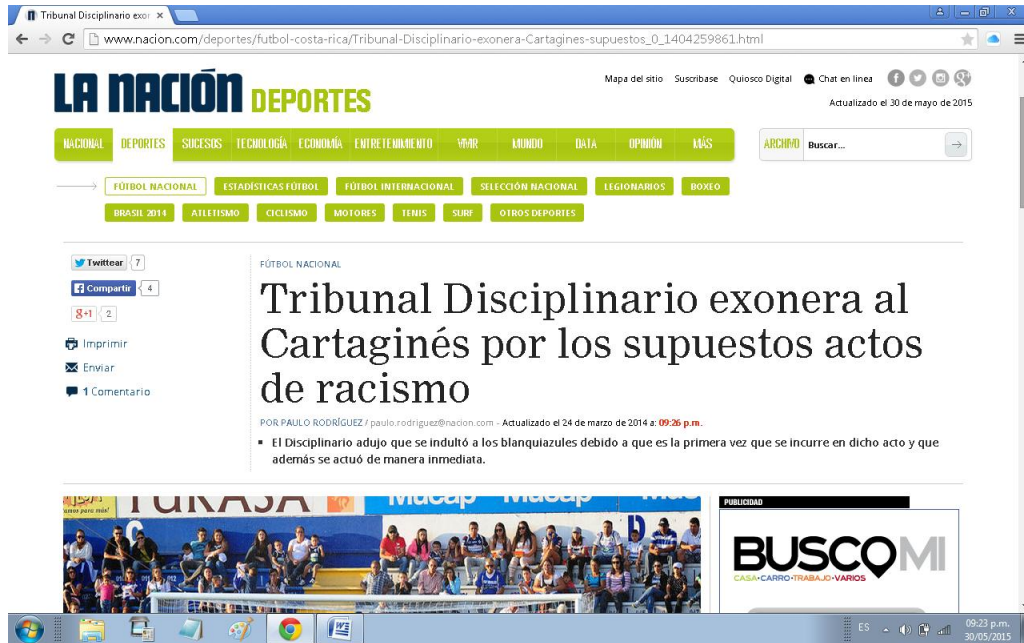 Tribunal Disciplinario exor
www.nacion.com/deportes/futbol-costa-rica/Tribunal-Disciplinario-exonera-Cartagines-supuestos_0_1404259861.html
LA NACIÓN DEPORTES
Mapa del sitio Suscribase Quiosco Digital Chat en linea
Actualizado el 30 de mayo de 2015
NACIONAL DEPORTES SUCESOS TECNOLOGÍA ECONOMÍA ENTRETENIMIENTO VIVIR MUNDO DATA OPINIÓN MÁS
ARCHIVO Buscar...
FÚTBOL NACIONAL ESTADÍSTICAS FÚTBOL FÚTBOL INTERNACIONAL SELECCIÓN NACIONAL LEGIONARIOS BOXEO
BRASIL 2014 ATLETISMO CICLISMO MOTORES TENIS SURF OTROS DEPORTES
Twittear 7
Compartir 4
g+1 2
Imprimir
Enviar
1 Comentario
FÚTBOL NACIONAL
Tribunal Disciplinario exonera al
Cartaginés por los supuestos actos
de racismo
POR PAULO RODRÍGUEZ / paulo.rodriguez@nacion.com - Actualizado el 24 de marzo de 2014 a: 09:26 p.m.
El Disciplinario adujo que se indultó a los blanquiazules debido a que es la primera vez que se incurre en dicho acto y que
además se actuó de manera inmediata.
Mucap Mucap
PUBLICIDAD
BUSCOMI
CASA•CARRO•TRABAJO•VARIOS
ES
09:23 p.m.
30/05/2015